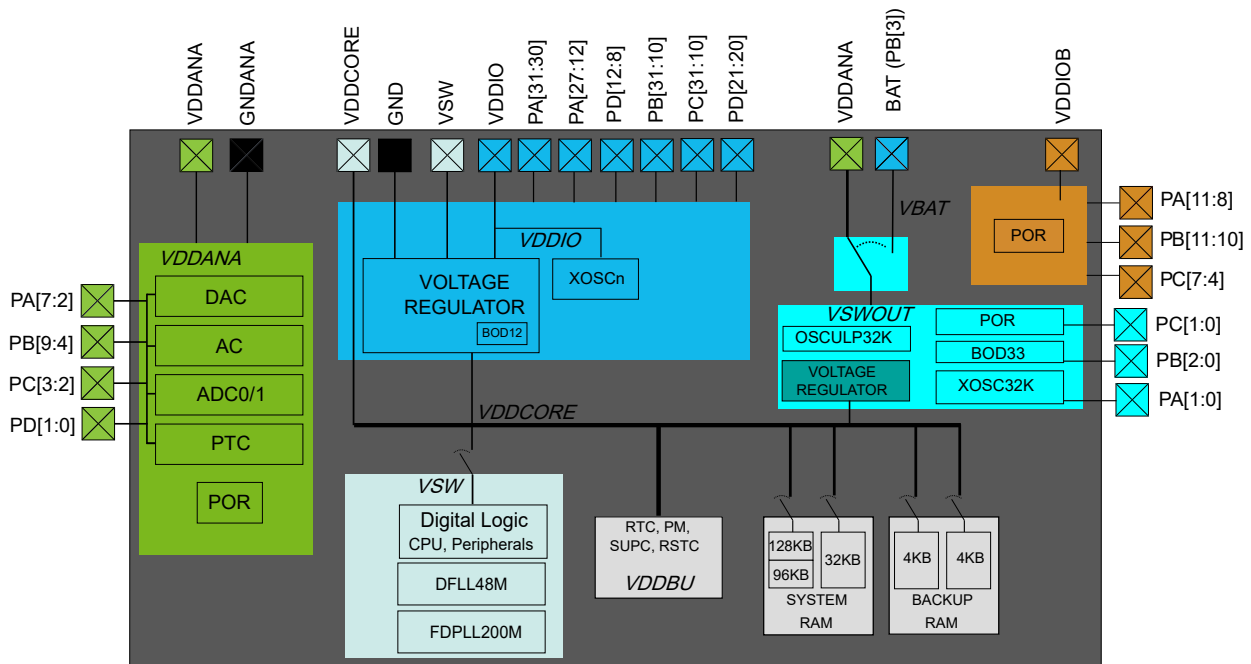 VDDANA
GNDANA
VDDCORE
GND
VSW
VDDIO
PA[31:30]
PA[27:12]
PD[12:8]
PB[31:10]
PC[31:10]
PD[21:20]
VDDANA
BAT (PB[3])
VDDIOB
VBAT
PA[11:8]
PB[11:10]
PC[7:4]
POR
VDDANA
DAC
AC
ADC0/1
PTC
POR
PA[7:2]
PB[9:4]
PC[3:2]
PD[1:0]
VDDIO
VOLTAGE
REGULATOR
BOD12
XOSCn
VSWOUT
OSCULP32K
VOLTAGE
REGULATOR
POR
BOD33
XOSC32K
PC[1:0]
PB[2:0]
PA[1:0]
VDDCORE
VSW
Digital Logic
CPU, Peripherals
DFLL48M
FDPLL200M
RTC, PM,
SUPC, RSTC
VDDBU
128KB
96KB
32KB
SYSTEM
RAM
4KB
4KB
BACKUP
RAM